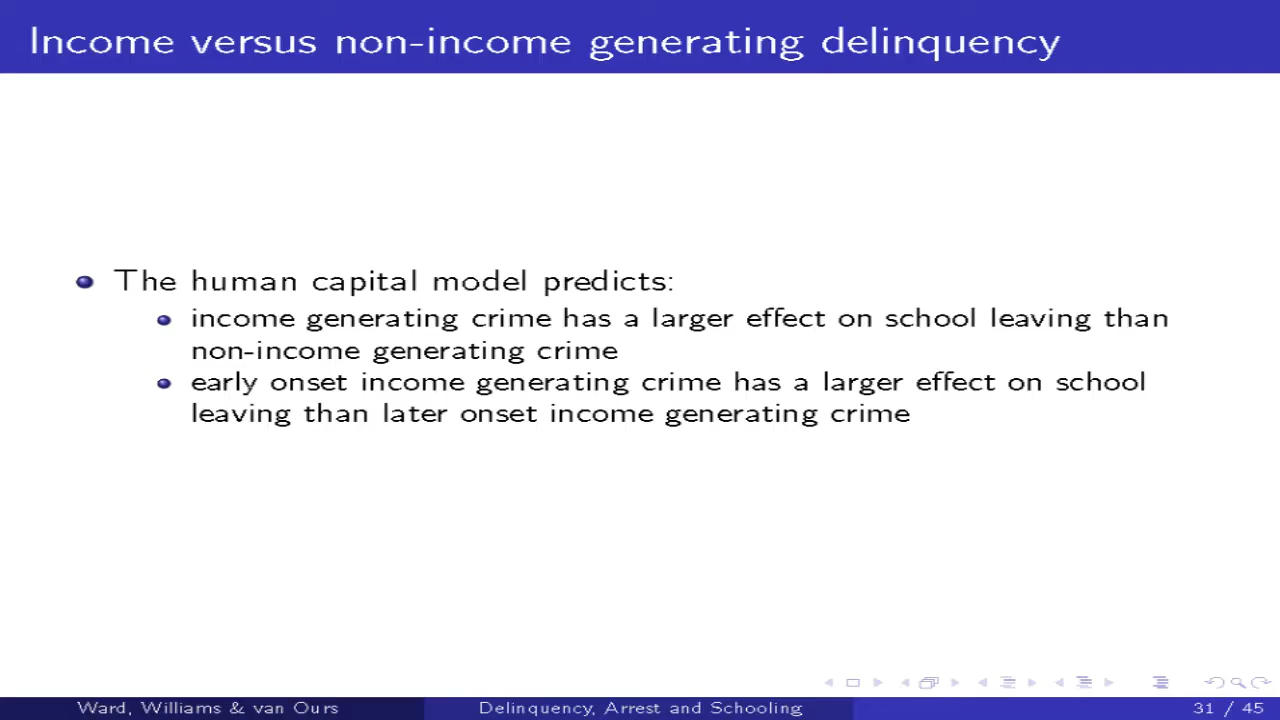 Income versus non-income generating delinquency
The human capital model predicts:
income generating crime has a larger effect on school leaving than
non-income generating crime
early onset income generating crime has a larger effect on school
leaving than later onset income generating crime
Ward, Williams & van Ours
Delinquency, Arrest and Schooling
31 / 45